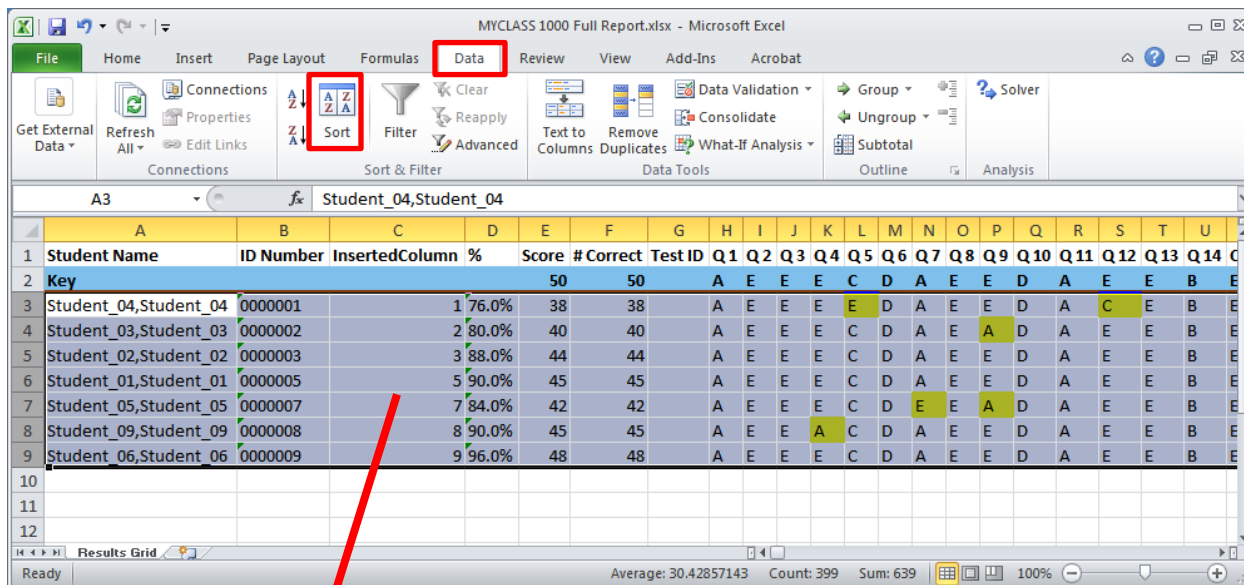 MYCLASS 1000 Full Report.xlsx - Microsoft Excel
File Home Insert Page Layout Formulas Data Review View Add-Ins Acrobat
Get External Data
Refresh All
Connections
Properties
Edit Links
Connections
Sort
Filter
Clear
Reapply
Advanced
Sort & Filter
Text to Columns
Remove Duplicates
Data Validation
Consolidate
What-If Analysis
Data Tools
Group
Ungroup
Subtotal
Outline
Solver
Analysis
A3 fx Student_04,Student_04
A B C D E F G H I J K L M N O P Q R S T U
1 Student Name ID Number InsertedColumn % Score # Correct Test ID Q 1 Q 2 Q 3 Q 4 Q 5 Q 6 Q 7 Q 8 Q 9 Q 10 Q 11 Q 12 Q 13 Q 14
2 Key 50 50 A E E E C D A E E D A E E B E
3 Student_04,Student_04 0000001 1 76.0% 38 38 A E E E E D A E E D A C E B E
4 Student_03,Student_03 0000002 2 80.0% 40 40 A E E E C D A E A D A E E B E
5 Student_02,Student_02 0000003 3 88.0% 44 44 A E E E C D A E E D A E E B E
6 Student_01,Student_01 0000005 5 90.0% 45 45 A E E E C D A E E D A E E B E
7 Student_05,Student_05 0000007 7 84.0% 42 42 A E E E C D E E A D A E E B E
8 Student_09,Student_09 0000008 8 90.0% 45 45 A E E A C D A E E D A E E B E
9 Student_06,Student_06 0000009 9 96.0% 48 48 A E E E C D A E E D A E E B E
10
11
12
Results Grid
Ready Average: 30.42857143 Count: 399 Sum: 639 100%